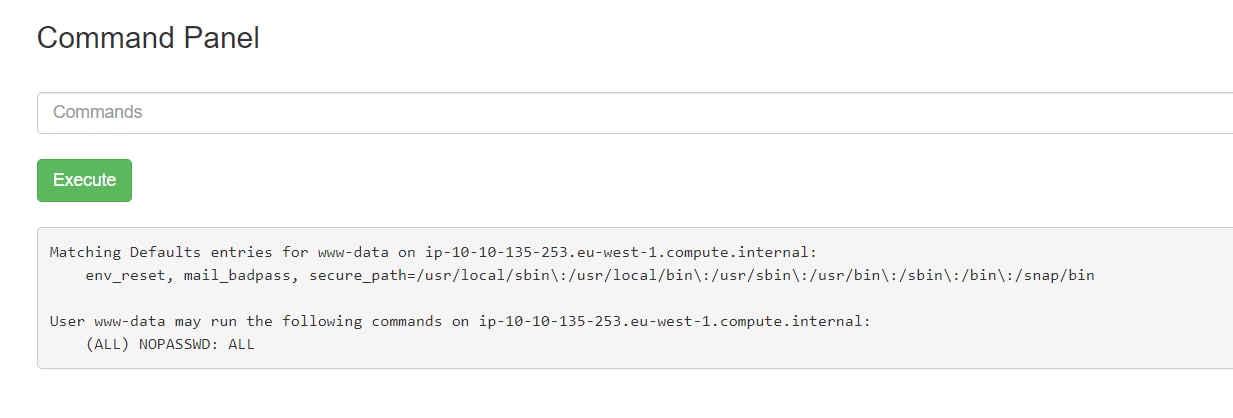 Command Panel
Commands
Execute
Matching Defaults entries for www-data on ip-10-10-135-253.eu-west-1.compute.internal:
env_reset, mail_badpass, secure_path=/usr/local/sbin\:/usr/local/bin\:/usr/sbin\:/usr/bin\:/sbin\:/bin\:/snap/bin
User www-data may run the following commands on ip-10-10-135-253.eu-west-1.compute.internal:
(ALL) NOPASSWD: ALL